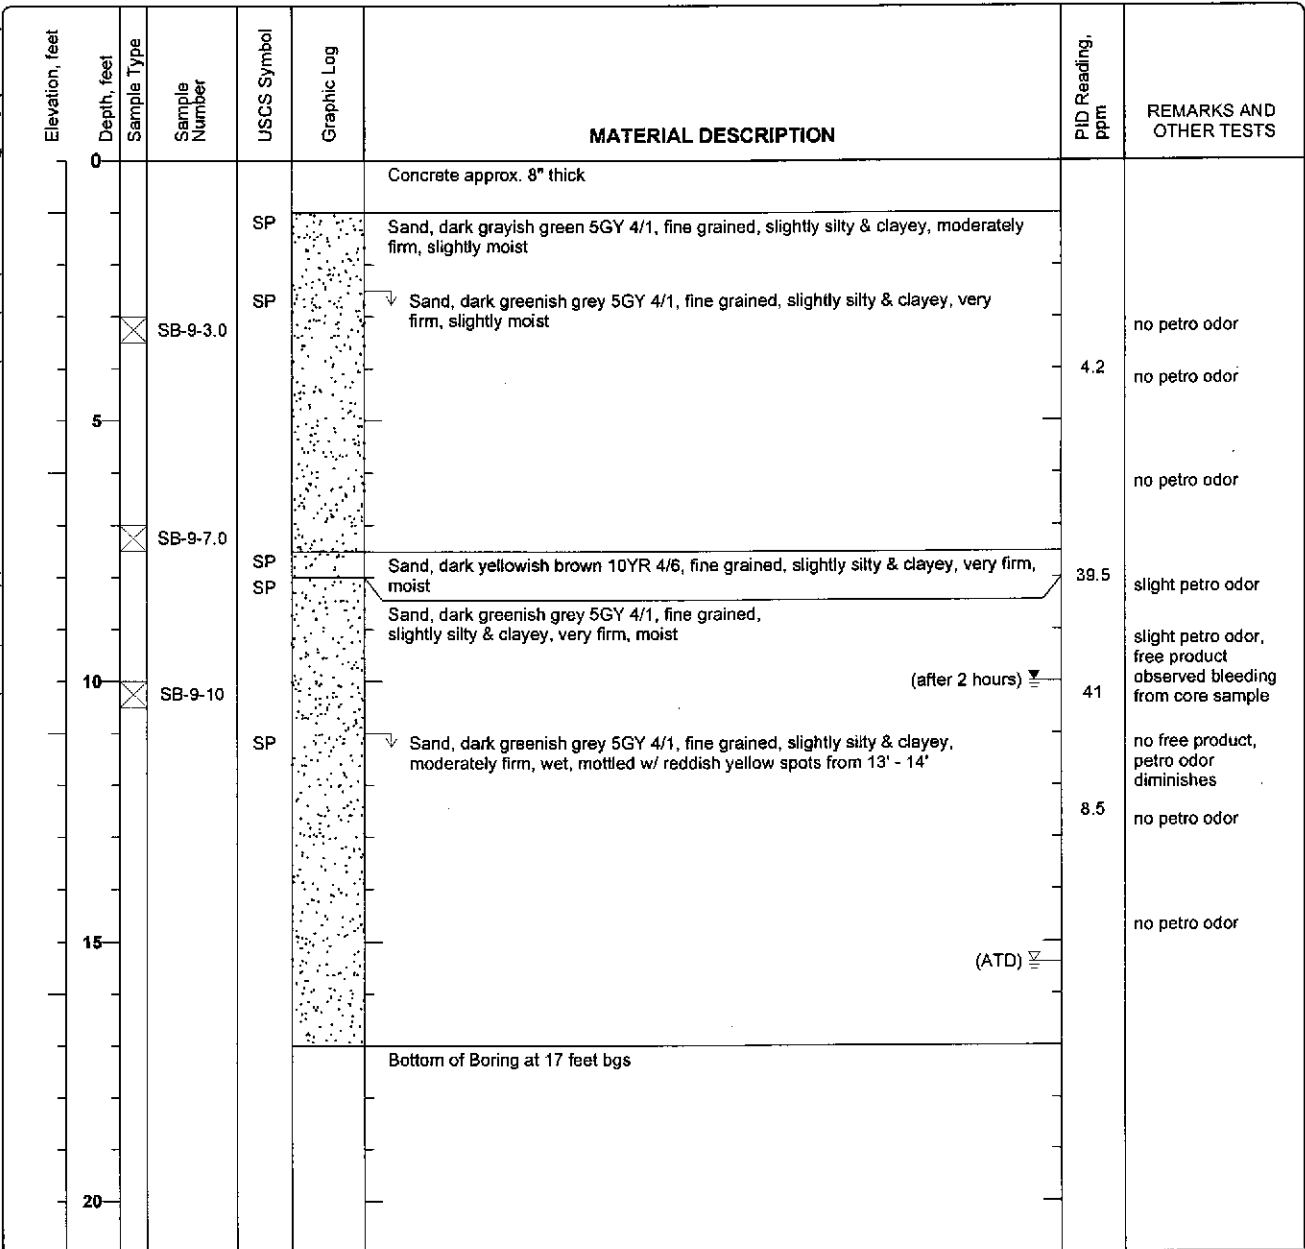 Elevation, feet
Depth, feet
Sample Type
Sample
Number
USCS Symbol
Graphic Log
MATERIAL DESCRIPTION
PID Reading,
ppm
REMARKS AND
OTHER TESTS
0
Concrete approx. 8" thick
SP
Sand, dark grayish green 5GY 4/1, fine grained, slightly silty & clayey, moderately
firm, slightly moist
SP
Sand, dark greenish grey 5GY 4/1, fine grained, slightly silty & clayey, very
firm, slightly moist
SB-9-3.0
no petro odor
4.2
no petro odor
5
no petro odor
SB-9-7.0
SP
Sand, dark yellowish brown 10YR 4/6, fine grained, slightly silty & clayey, very firm,
moist
39.5
slight petro odor
SP
Sand, dark greenish grey 5GY 4/1, fine grained,
slightly silty & clayey, very firm, moist
slight petro odor,
free product
observed bleeding
from core sample
10
SB-9-10
(after 2 hours)
41
SP
Sand, dark greenish grey 5GY 4/1, fine grained, slightly silty & clayey,
moderately firm, wet, mottled w/ reddish yellow spots from 13' - 14'
no free product,
petro odor
diminishes
8.5
no petro odor
no petro odor
15
(ATD)
Bottom of Boring at 17 feet bgs
20